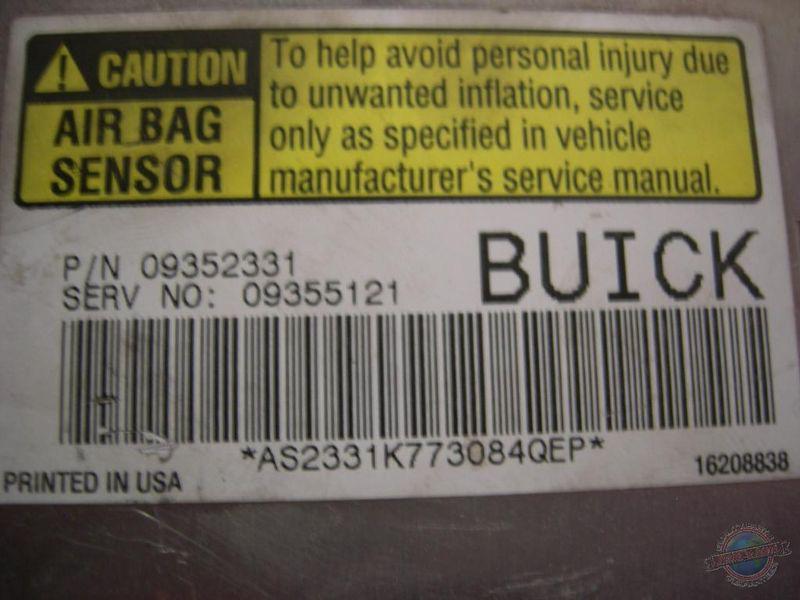 CAUTION
AIR BAG
SENSOR
To help avoid personal injury due
to unwanted inflation, service
only as specified in vehicle
manufacturer's service manual.
P/N 09352331
SERV NO: 09355121
BUICK
*AS2331K773084QEP*
PRINTED IN USA
16208838